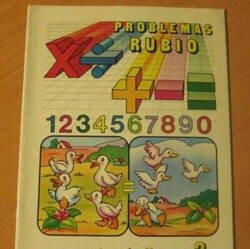 PROBLEMAS
RUBIO
× ÷ + - =
1234567890
=